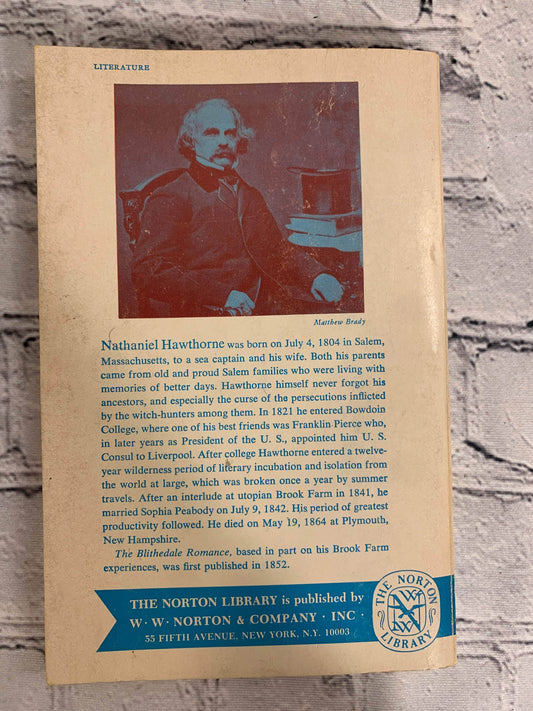 LITERATURE
Matthew Brady
Nathaniel Hawthorne was born on July 4, 1804 in Salem,
Massachusetts, to a sea captain and his wife. Both his parents
came from old and proud Salem families who were living with
memories of better days. Hawthorne himself never forgot his
ancestors, and especially the curse of the persecutions inflicted
by the witch-hunters among them. In 1821 he entered Bowdoin
College, where one of his best friends was Franklin Pierce who,
in later years as President of the U. S., appointed him U. S.
Consul to Liverpool. After college Hawthorne entered a twelve-
year wilderness period of literary incubation and isolation from
the world at large, which was broken once a year by summer
travels. After an interlude at utopian Brook Farm in 1841, he
married Sophia Peabody on July 9, 1842. His period of greatest
productivity followed. He died on May 19, 1864 at Plymouth,
New Hampshire.
The Blithedale Romance, based in part on his Brook Farm
experiences, was first published in 1852.
THE NORTON LIBRARY is published by
W · W · NORTON & COMPANY · INC ·
55 FIFTH AVENUE, NEW YORK, N.Y. 10003
THE NORTON
LIBRARY